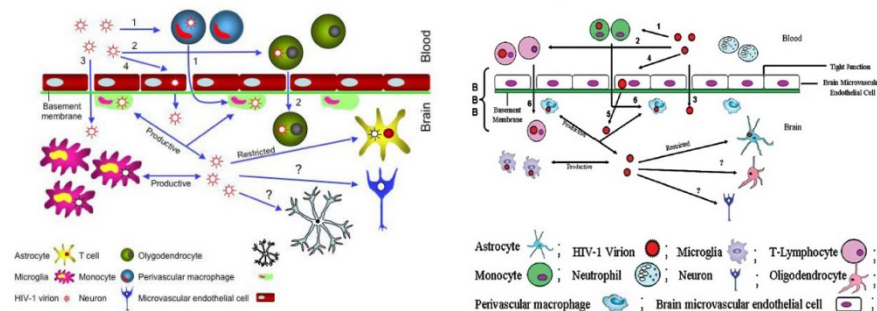 1
2
3
4
1
2
Blood
Basement
membrane
Brain
Productive
Restricted
Productive
?
?
Astrocyte
T cell
Olygodendrocyte
Microglia
Monocyte
Perivascular macrophage
HIV-1 virion
Neuron
Microvascular endothelial cell
1
2
4
Blood
Tight Junction
Brain Microvascular
Endothelial Cell
B
B
B
Basement
Membrane
6
6
5
3
Productive
Brain
Restricted
Productive
?
?
Astrocyte ; HIV-1 Virion ; Microglia ; T-Lymphocyte ;
Monocyte ; Neutrophil ; Neuron ; Oligodendrocyte ;
Perivascular macrophage ; Brain microvascular endothelial cell ;